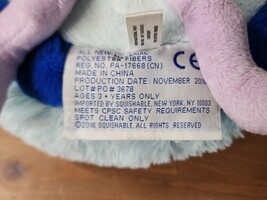 ALL NEW MATERIAL
POLYESTER FIBERS
REG. NO. PA-17668 (CN)
MADE IN CHINA
PRODUCTION DATE: NOVEMBER 2016
LOT# PO# 3678
AGES 3+ YEARS ONLY
IMPORTED BY SQUISHABLE, NEW YORK, NY 10003
MEETS CPSC SAFETY REQUIREMENTS
SPOT CLEAN ONLY
©2016 SQUISHABLE, ALL RIGHTS RESERVED
CE